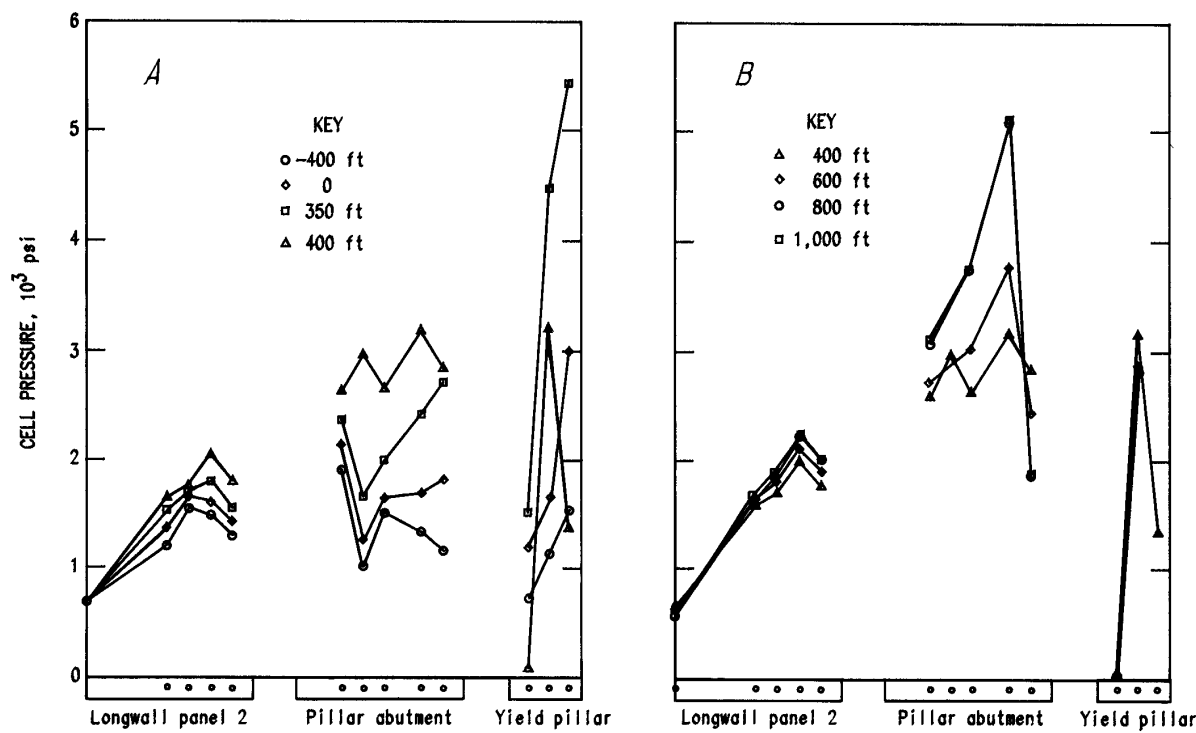 6
5
4
3
2
1
0
CELL PRESSURE, 10³ psi
A
KEY
-400 ft
0
350 ft
400 ft
Longwall panel 2
Pillar abutment
Yield pillar
B
KEY
400 ft
600 ft
800 ft
1,000 ft
Longwall panel 2
Pillar abutment
Yield pillar